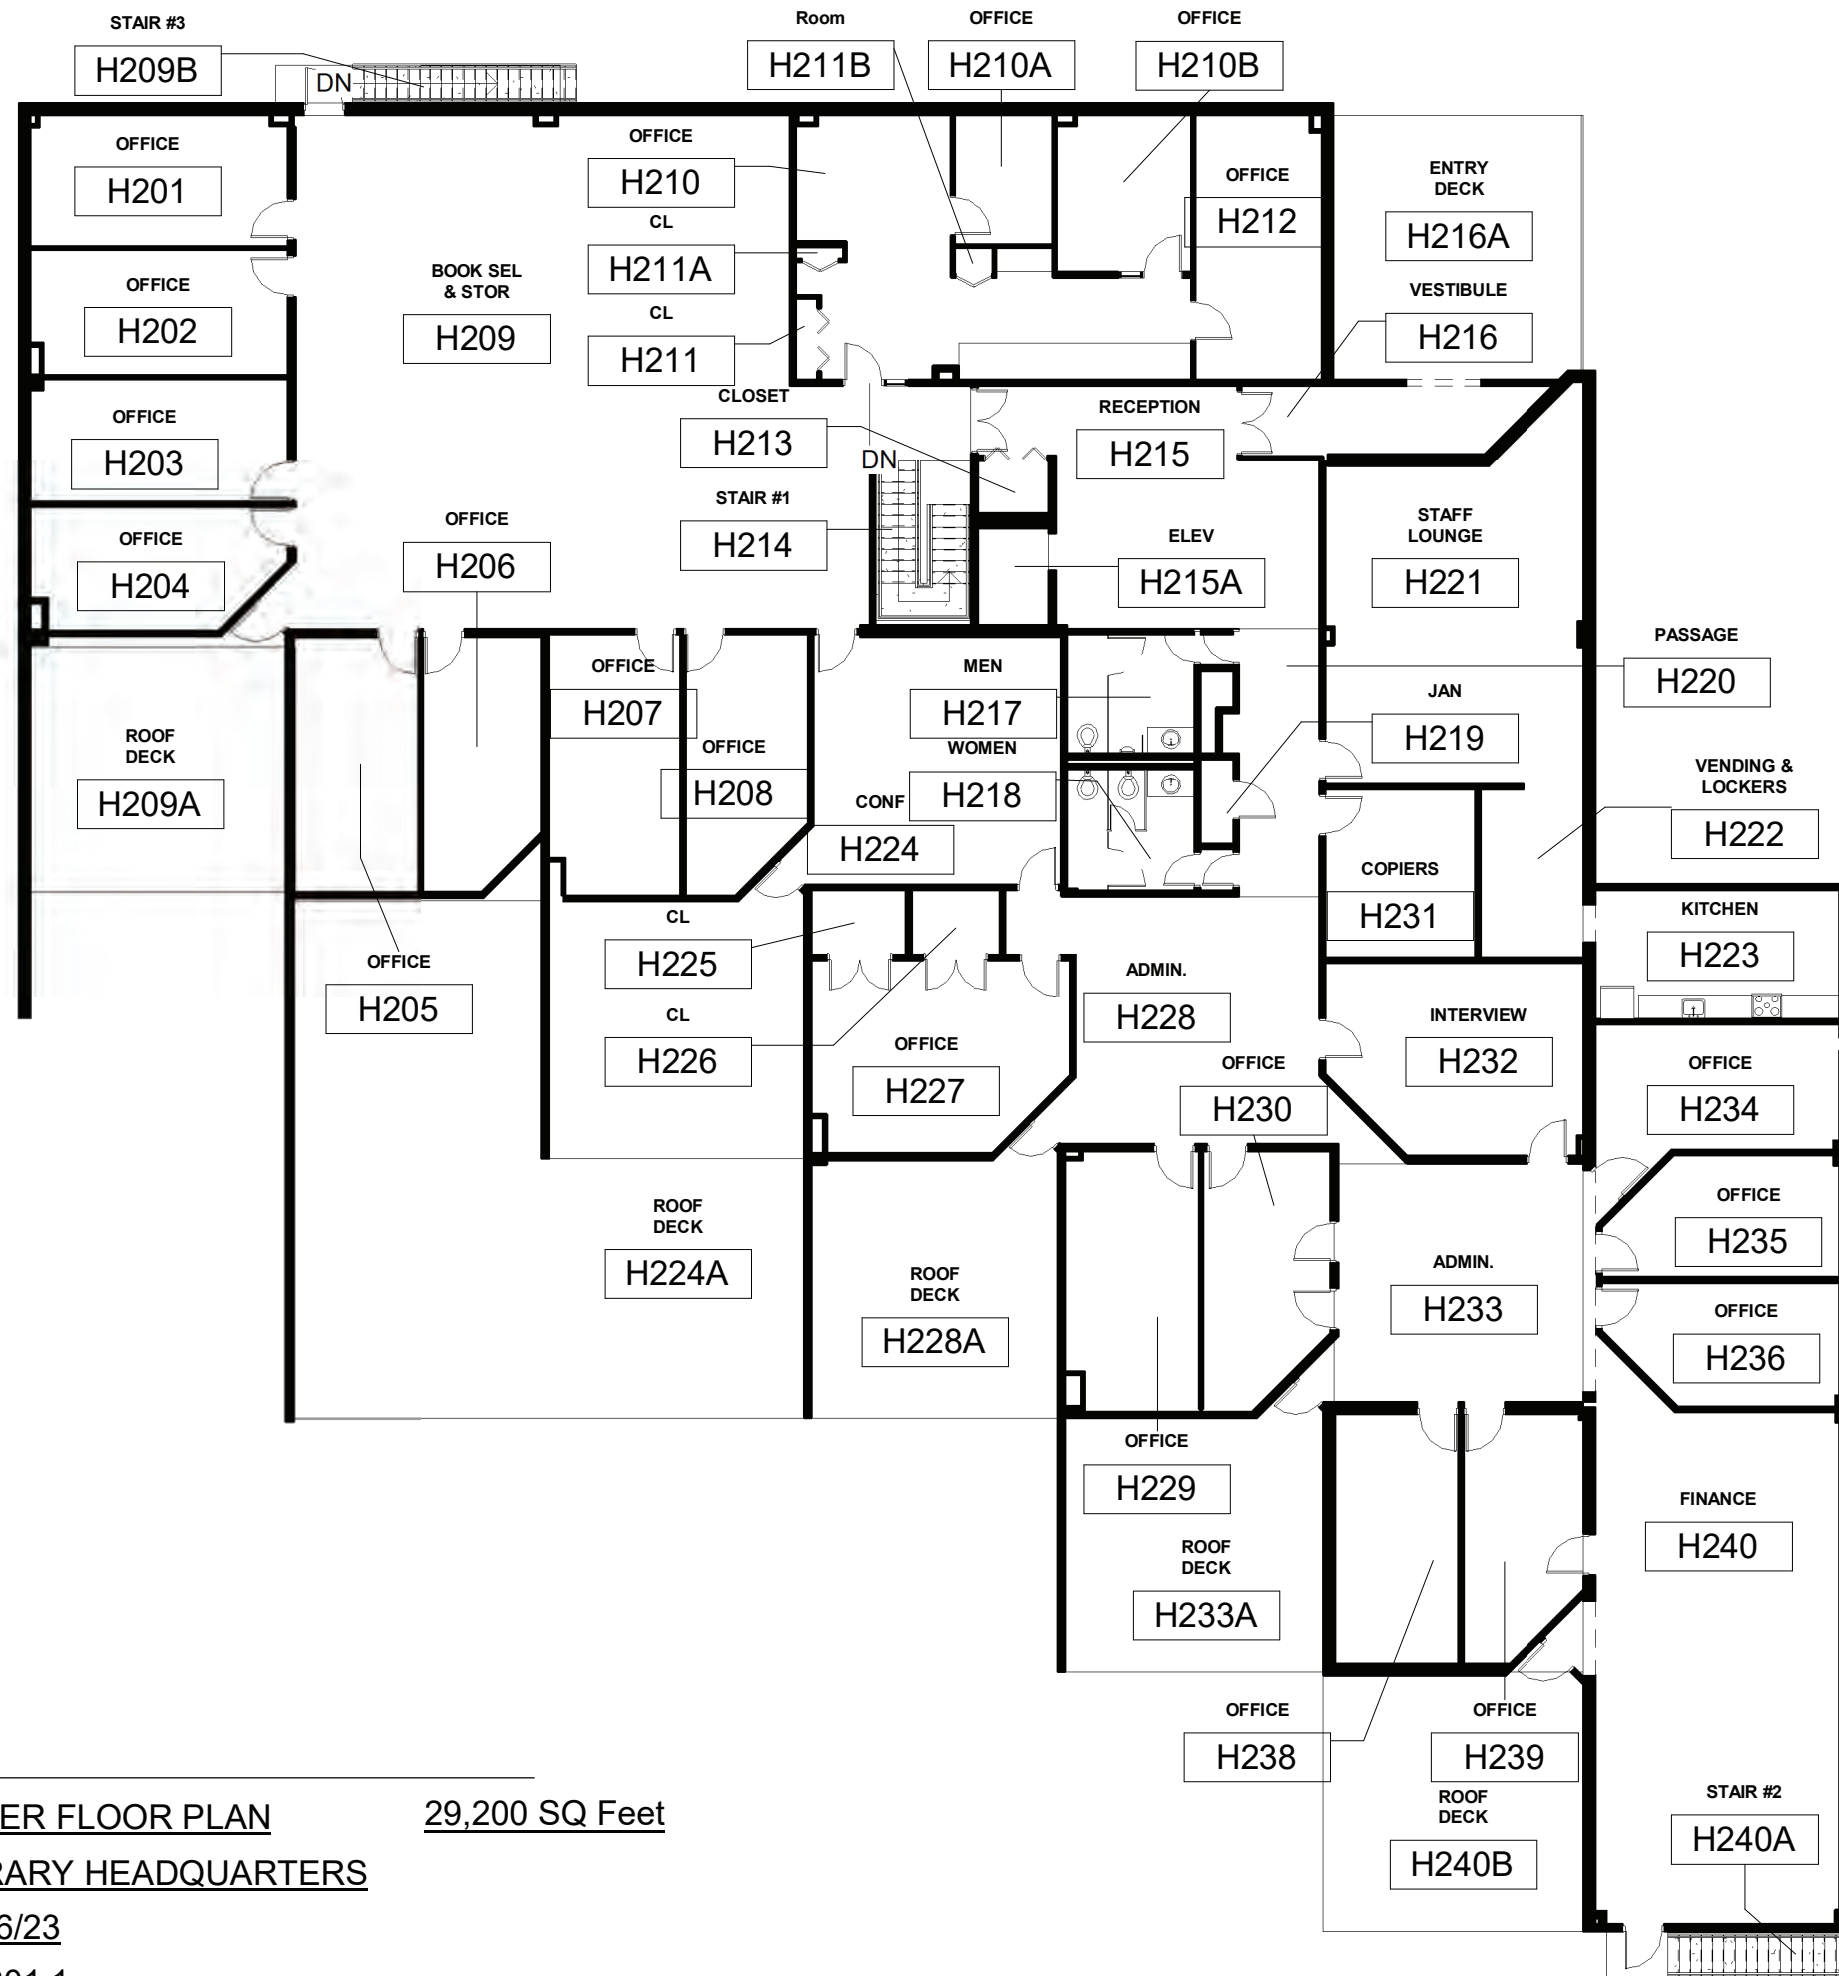 STAIR #3
H209B
DN
Room
H211B
OFFICE
H210A
OFFICE
H210B
OFFICE
H201
OFFICE
H210
OFFICE
H212
ENTRY
DECK
H216A
CL
H211A
OFFICE
H202
BOOK SEL
& STOR
H209
CL
H211
VESTIBULE
H216
OFFICE
H203
CLOSET
H213
DN
RECEPTION
H215
STAIR #1
H214
OFFICE
H204
OFFICE
H206
ELEV
H215A
STAFF
LOUNGE
H221
PASSAGE
H220
OFFICE
H207
MEN
H217
JAN
H219
ROOF
DECK
H209A
OFFICE
H208
WOMEN
H218
CONF
H224
VENDING &
LOCKERS
H222
COPIERS
H231
KITCHEN
H223
OFFICE
H205
CL
H225
ADMIN.
H228
CL
H226
OFFICE
H227
INTERVIEW
H232
OFFICE
H230
OFFICE
H234
ROOF
DECK
H224A
OFFICE
H235
ROOF
DECK
H228A
ADMIN.
H233
OFFICE
H236
OFFICE
H229
FINANCE
H240
ROOF
DECK
H233A
OFFICE
H238
OFFICE
H239
ROOF
DECK
H240B
STAIR #2
H240A
ER FLOOR PLAN 29,200 SQ Feet
RARY HEADQUARTERS
6/23